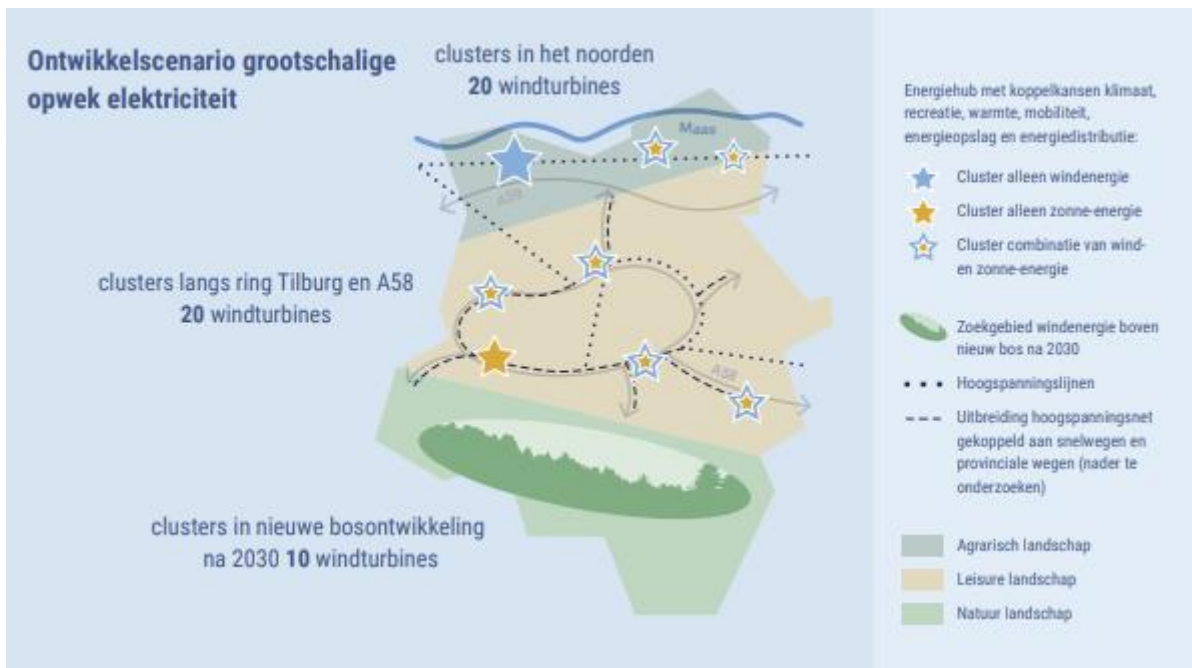 Ontwikkelscenario grootschalige
opwek elektriciteit
clusters in het noorden
20 windturbines
Maas
A59
clusters langs ring Tilburg en A58
20 windturbines
A58
clusters in nieuwe bosontwikkeling
na 2030 10 windturbines
Energiehub met koppelkansen klimaat,
recreatie, warmte, mobiliteit,
energieopslag en energiedistributie:
Cluster alleen windenergie
Cluster alleen zonne-energie
Cluster combinatie van wind-
en zonne-energie
Zoekgebied windenergie boven
nieuw bos na 2030
Hoogspanningslijnen
Uitbreiding hoogspanningsnet
gekoppeld aan snelwegen en
provinciale wegen (nader te
onderzoeken)
Agrarisch landschap
Leisure landschap
Natuur landschap